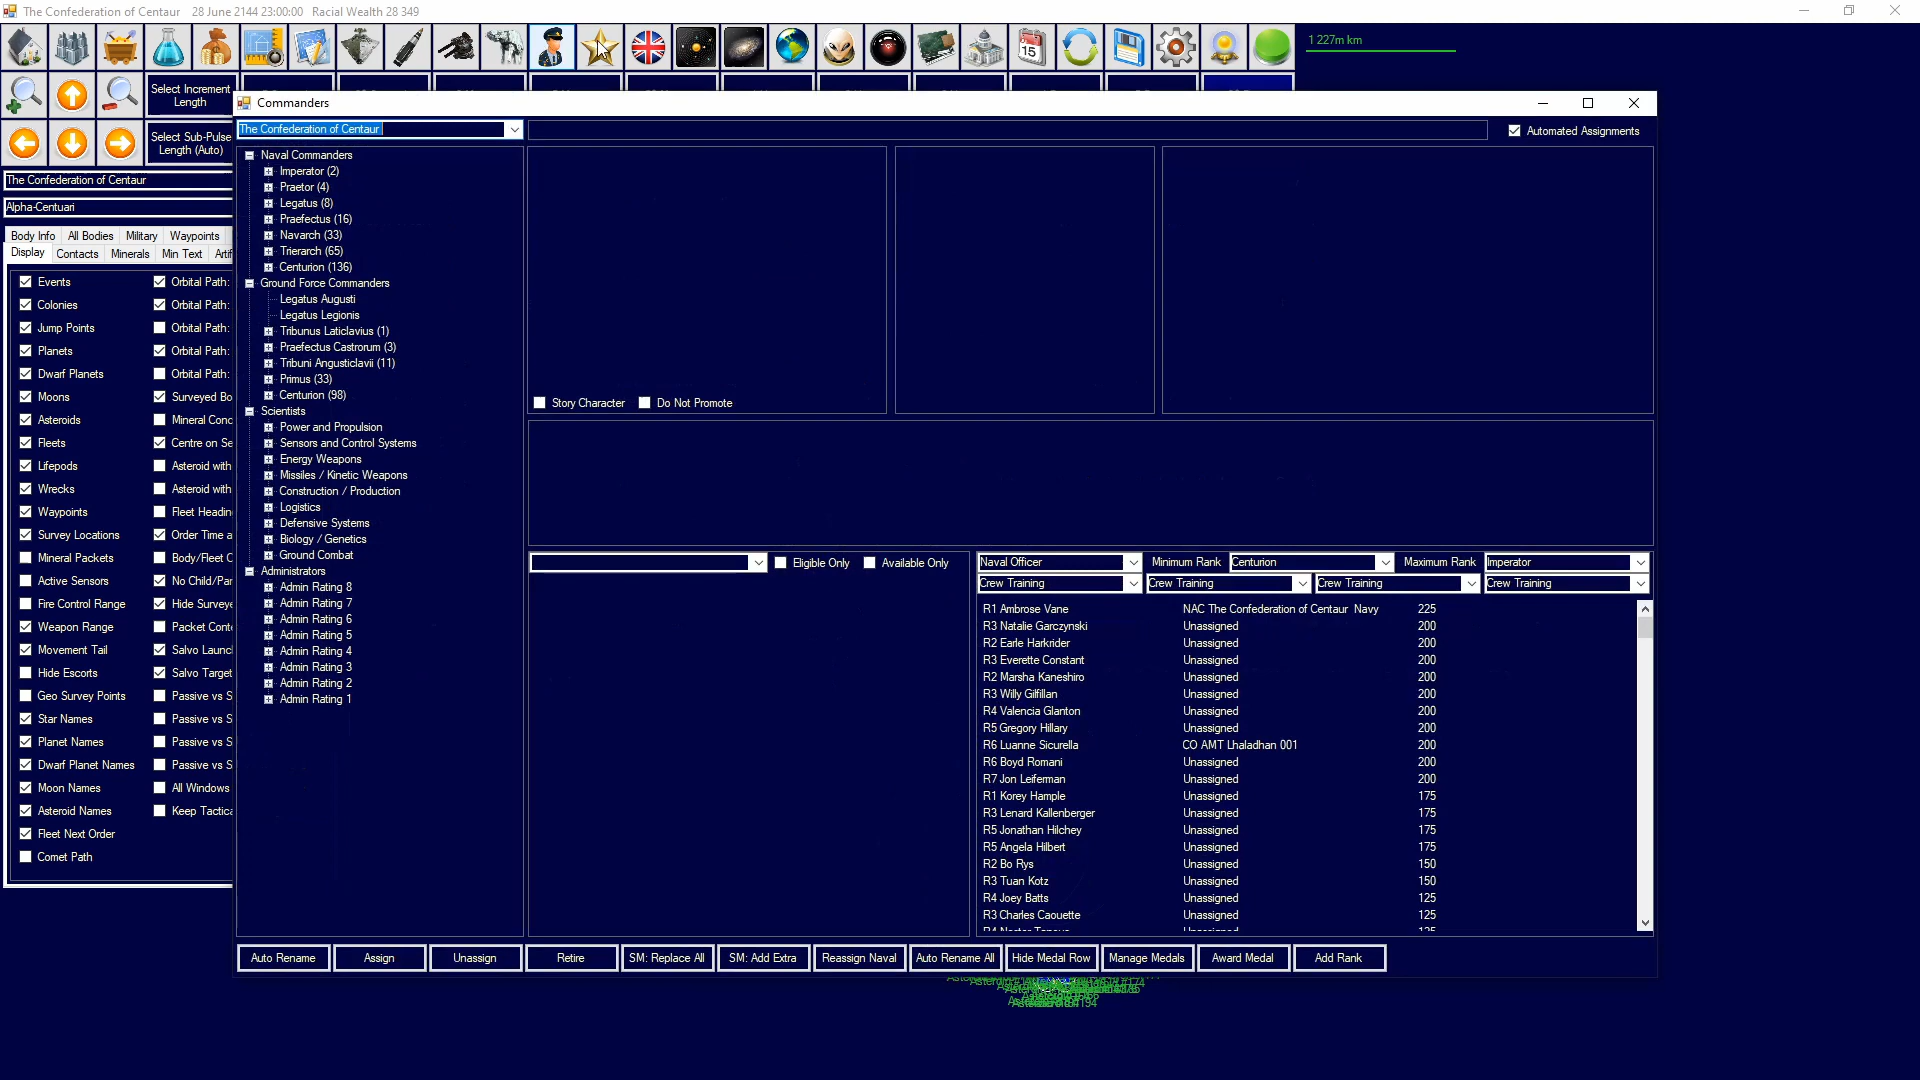 The Confederation of Centaur 28 June 2144 23:00:00 Racial Wealth 28 349
15
1 227m km
Select Increment Length
Select Sub-Pulse Length (Auto)
The Confederation of Centaur
Alpha-Centuari
Body Info All Bodies Military Waypoints
Display Contacts Minerals Min Text Artif
Events Orbital Path:
Colonies Orbital Path:
Jump Points Orbital Path:
Planets Orbital Path:
Dwarf Planets Orbital Path:
Moons Surveyed Bo
Asteroids Mineral Conc
Fleets Centre on Se
Lifepods Asteroid with
Wrecks Asteroid with
Waypoints Fleet Headin
Survey Locations Order Time a
Mineral Packets Body/Fleet C
Active Sensors No Child/Par
Fire Control Range Hide Surveye
Weapon Range Packet Conte
Movement Tail Salvo Launc
Hide Escorts Salvo Target
Geo Survey Points Passive vs S
Star Names Passive vs S
Planet Names Passive vs S
Dwarf Planet Names Passive vs S
Moon Names All Windows
Asteroid Names Keep Tactica
Fleet Next Order
Comet Path
Commanders
The Confederation of Centaur
Automated Assignments
Naval Commanders
Imperator (2)
Praetor (4)
Legatus (8)
Praefectus (16)
Navarch (33)
Trierarch (65)
Centurion (136)
Ground Force Commanders
Legatus Augusti
Legatus Legionis
Tribunus Laticlavius (1)
Praefectus Castrorum (3)
Tribuni Angusticlavii (11)
Primus (33)
Centurion (98)
Scientists
Power and Propulsion
Sensors and Control Systems
Energy Weapons
Missiles / Kinetic Weapons
Construction / Production
Logistics
Defensive Systems
Biology / Genetics
Ground Combat
Administrators
Admin Rating 8
Admin Rating 7
Admin Rating 6
Admin Rating 5
Admin Rating 4
Admin Rating 3
Admin Rating 2
Admin Rating 1
Story Character Do Not Promote
Eligible Only Available Only
Naval Officer Minimum Rank Centurion Maximum Rank Imperator
Crew Training Crew Training Crew Training Crew Training
R1 Ambrose Vane NAC The Confederation of Centaur Navy 225
R3 Natalie Garczynski Unassigned 200
R2 Earle Harkrider Unassigned 200
R3 Everette Constant Unassigned 200
R2 Marsha Kaneshiro Unassigned 200
R3 Willy Gilfillan Unassigned 200
R4 Valencia Glanton Unassigned 200
R5 Gregory Hillary Unassigned 200
R6 Luanne Sicurella CO AMT Lhaladhan 001 200
R6 Boyd Romani Unassigned 200
R7 Jon Leiferman Unassigned 200
R1 Korey Hample Unassigned 175
R3 Lenard Kallenberger Unassigned 175
R5 Jonathan Hilchey Unassigned 175
R5 Angela Hilbert Unassigned 175
R2 Bo Rys Unassigned 150
R3 Tuan Kotz Unassigned 150
R4 Joey Batts Unassigned 125
R3 Charles Caouette Unassigned 125
Auto Rename Assign Unassign Retire SM: Replace All SM: Add Extra Reassign Naval Auto Rename All Hide Medal Row Manage Medals Award Medal Add Rank